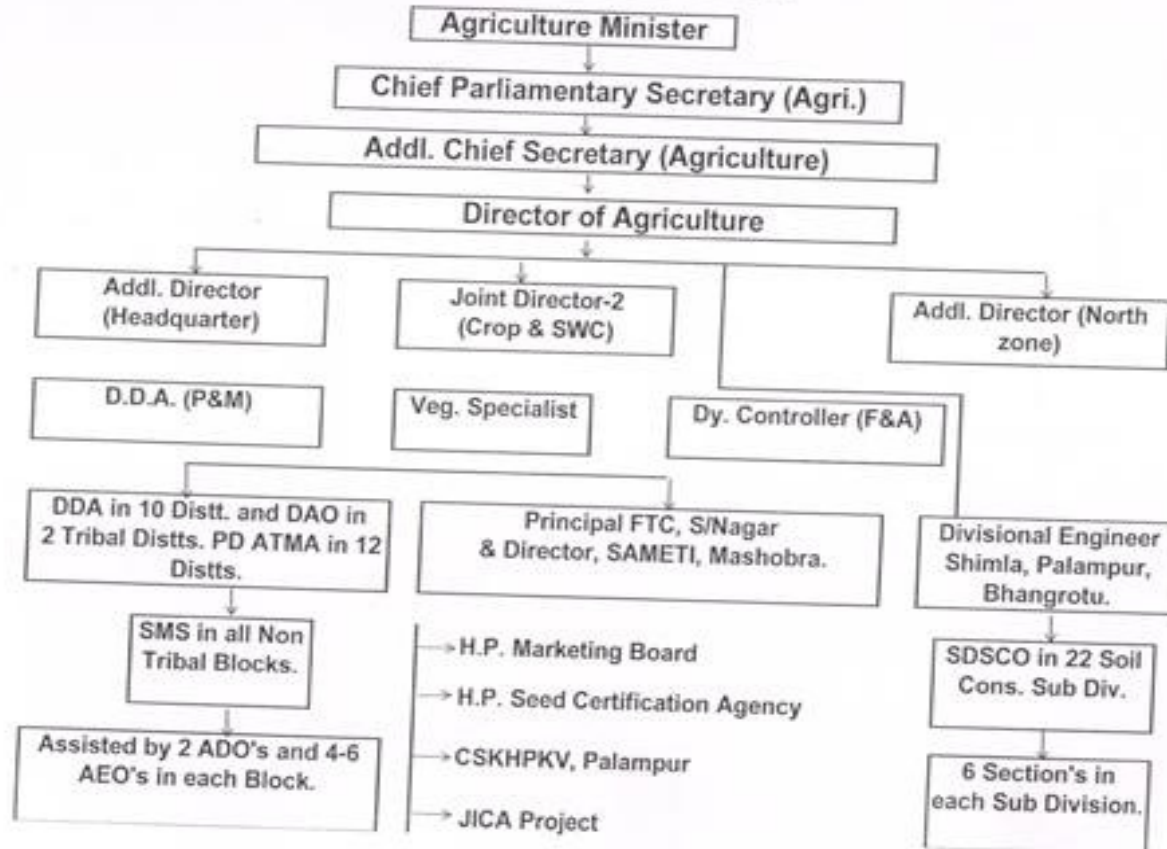 Agriculture Minister
Chief Parliamentary Secretary (Agri.)
Addl. Chief Secretary (Agriculture)
Director of Agriculture
Addl. Director
(Headquarter)
Joint Director-2
(Crop & SWC)
Addl. Director (North
zone)
D.D.A. (P&M)
Veg. Specialist
Dy. Controller (F&A)
DDA in 10 Distt. and DAO in
2 Tribal Distts. PD ATMA in 12
Distts.
Principal FTC, S/Nagar
& Director, SAMETI, Mashobra.
Divisional Engineer
Shimla, Palampur,
Bhangrotu.
SMS in all Non
Tribal Blocks.
Assisted by 2 ADO's and 4-6
AEO's in each Block.
H.P. Marketing Board
H.P. Seed Certification Agency
CSKHPKV, Palampur
JICA Project
SDSCO in 22 Soil
Cons. Sub Div.
6 Section's in
each Sub Division.